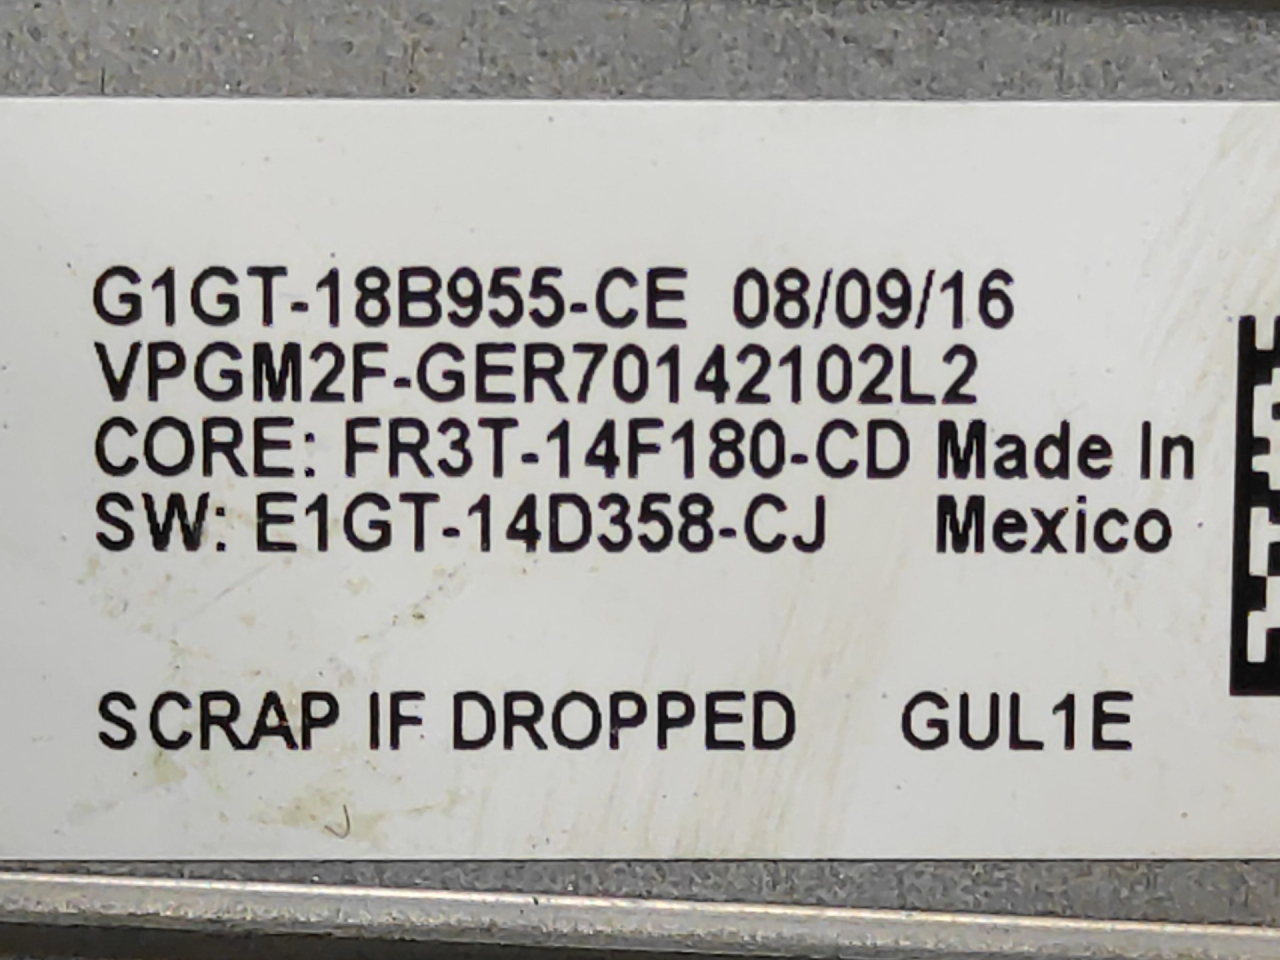 G1GT-18B955-CE 08/09/16
VPGM2F-GER70142102L2
CORE: FR3T-14F180-CD Made In
SW: E1GT-14D358-CJ Mexico
SCRAP IF DROPPED GUL1E